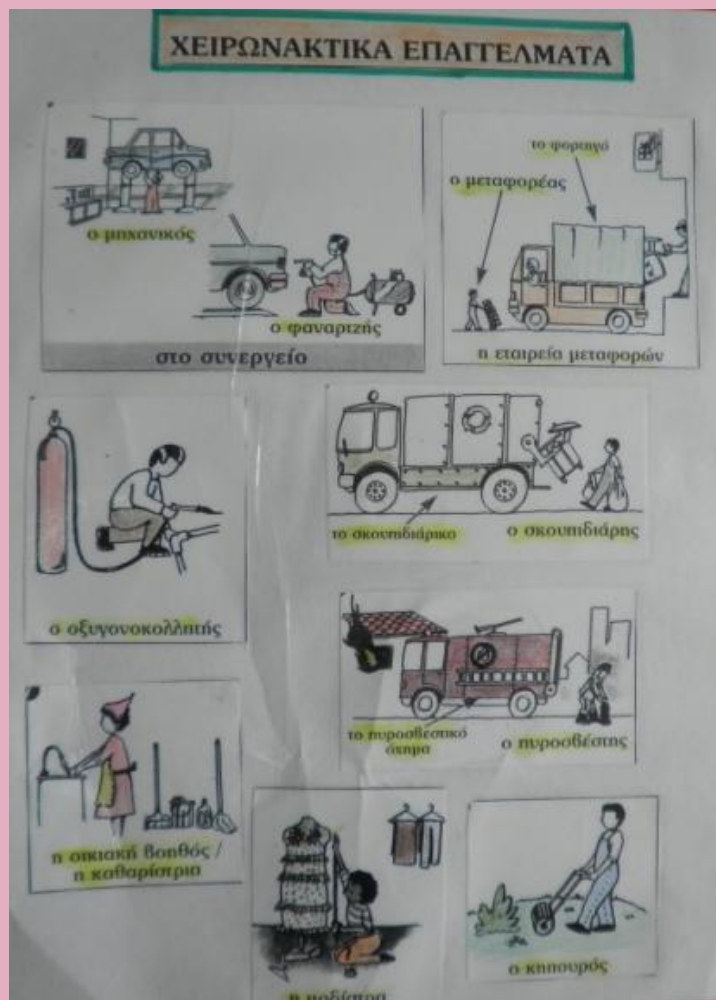 ΧΕΙΡΩΝΑΚΤΙΚΑ ΕΠΑΓΓΕΛΜΑΤΑ
ο μηχανικός
ο φαναρτζής
στο συνεργείο
το φορτηγό
ο μεταφορέας
η εταιρεία μεταφορών
ο οξυγονοκολλητής
το σκουπιδιάρικο
ο σκουπιδιάρης
το πυροσβεστικό
όχημα
ο πυροσβέστης
η οικιακή βοηθός /
η καθαρίστρια
η μοδίστρα
ο κηπουρός